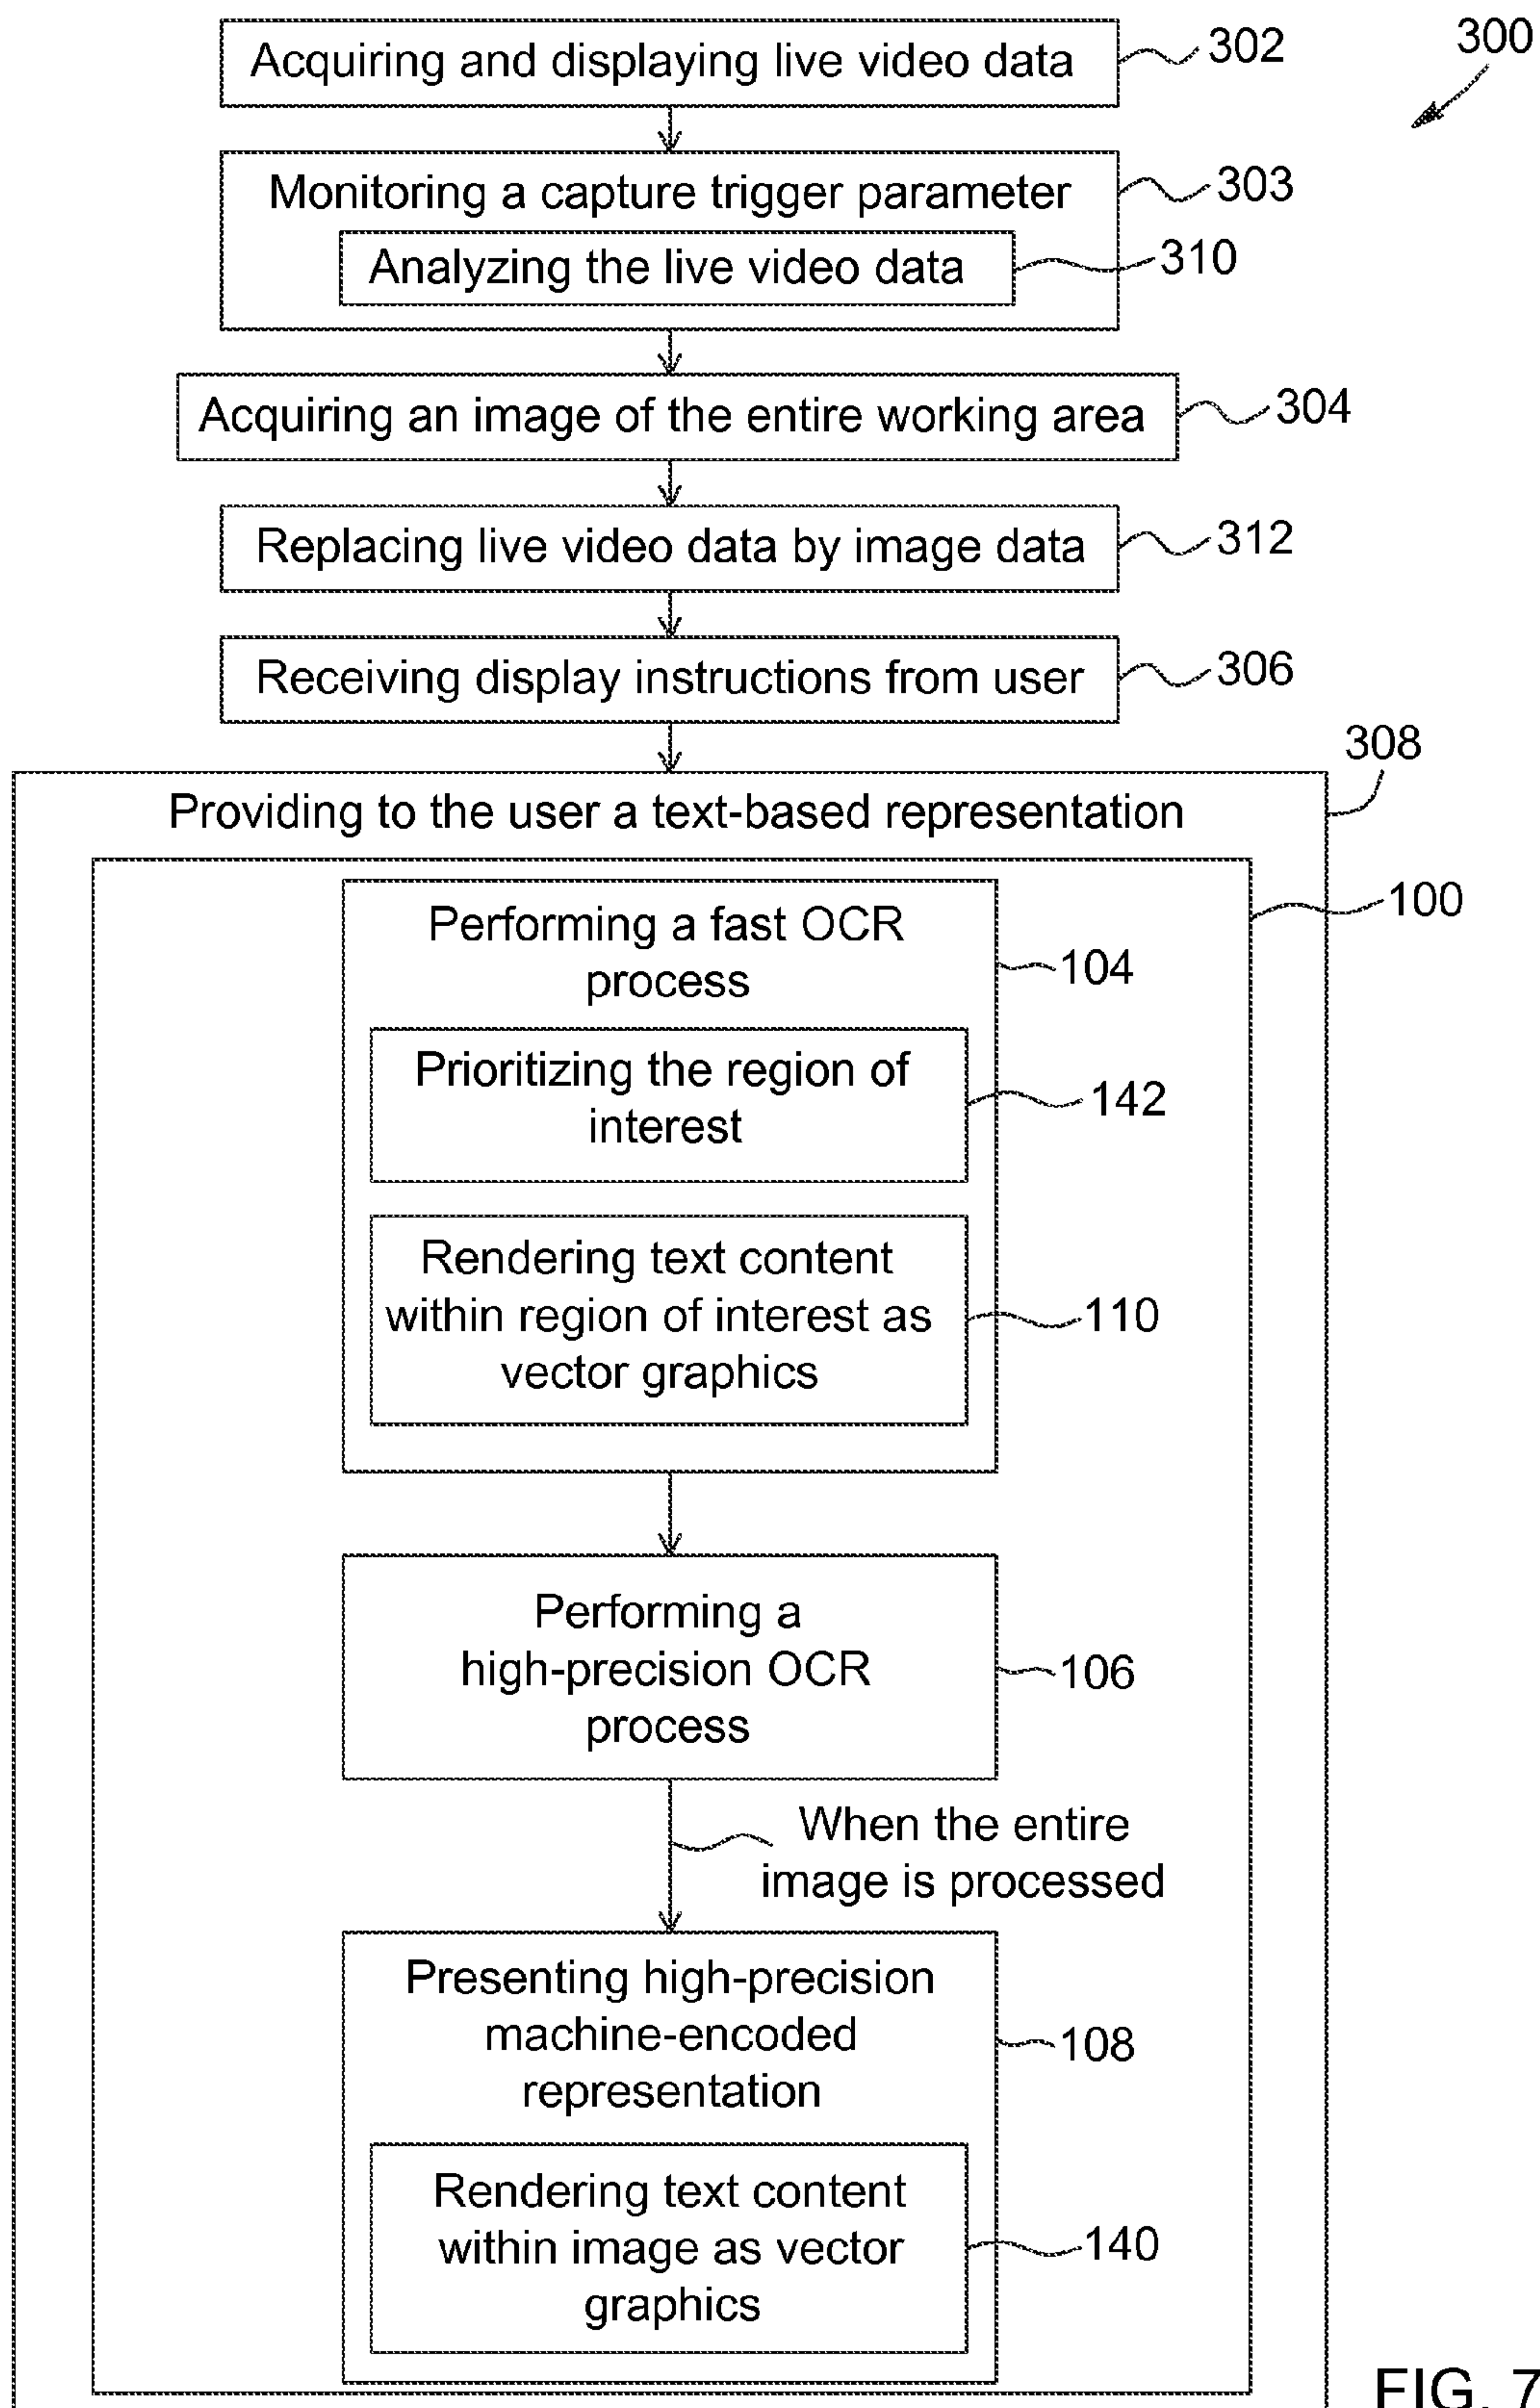 Acquiring and displaying live video data
302
300
Monitoring a capture trigger parameter
303
Analyzing the live video data
310
Acquiring an image of the entire working area
304
Replacing live video data by image data
312
Receiving display instructions from user
306
308
Providing to the user a text-based representation
100
Performing a fast OCR
process
104
Prioritizing the region of
interest
142
Rendering text content
within region of interest as
vector graphics
110
Performing a
high-precision OCR
process
106
When the entire
image is processed
Presenting high-precision
machine-encoded
representation
108
Rendering text content
within image as vector
graphics
140
FIG. 7